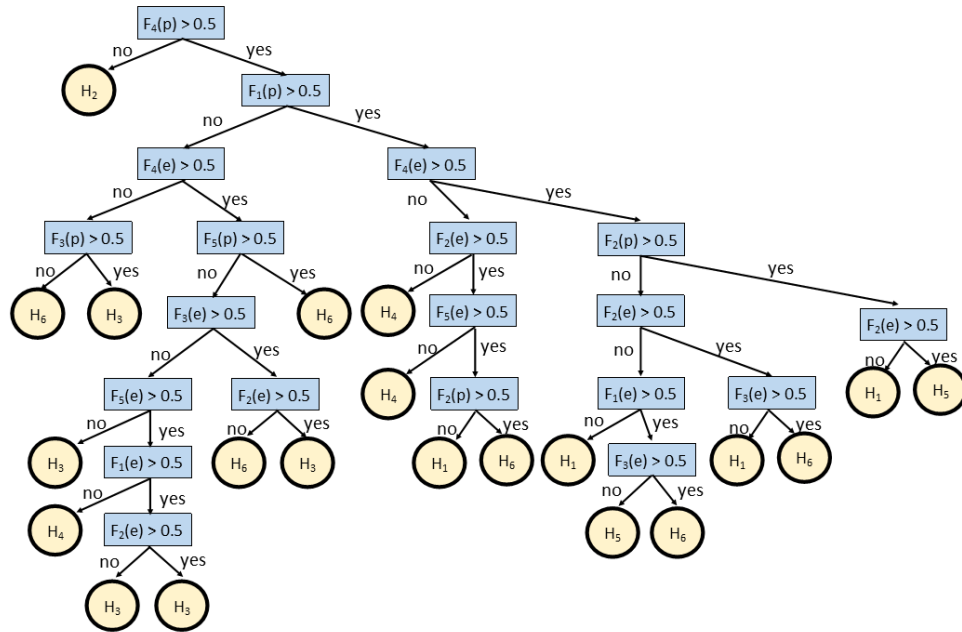 F4(p) > 0.5
no yes
H2 F1(p) > 0.5
no yes
F4(e) > 0.5 F4(e) > 0.5
no yes no yes
F3(p) > 0.5 F5(p) > 0.5 F2(e) > 0.5 F2(p) > 0.5
no yes no yes no yes no yes
H6 H3 F3(e) > 0.5 H6 H4 F5(e) > 0.5 F2(e) > 0.5 F2(e) > 0.5
no yes no yes no yes no yes
F5(e) > 0.5 F2(e) > 0.5 H4 F2(p) > 0.5 F1(e) > 0.5 F3(e) > 0.5 H1 H5
no yes no yes no yes no yes no yes
H3 F1(e) > 0.5 H6 H3 H1 H6 H1 F3(e) > 0.5 H1 H6
no yes no yes
H4 F2(e) > 0.5 H5 H6
no yes
H3 H3